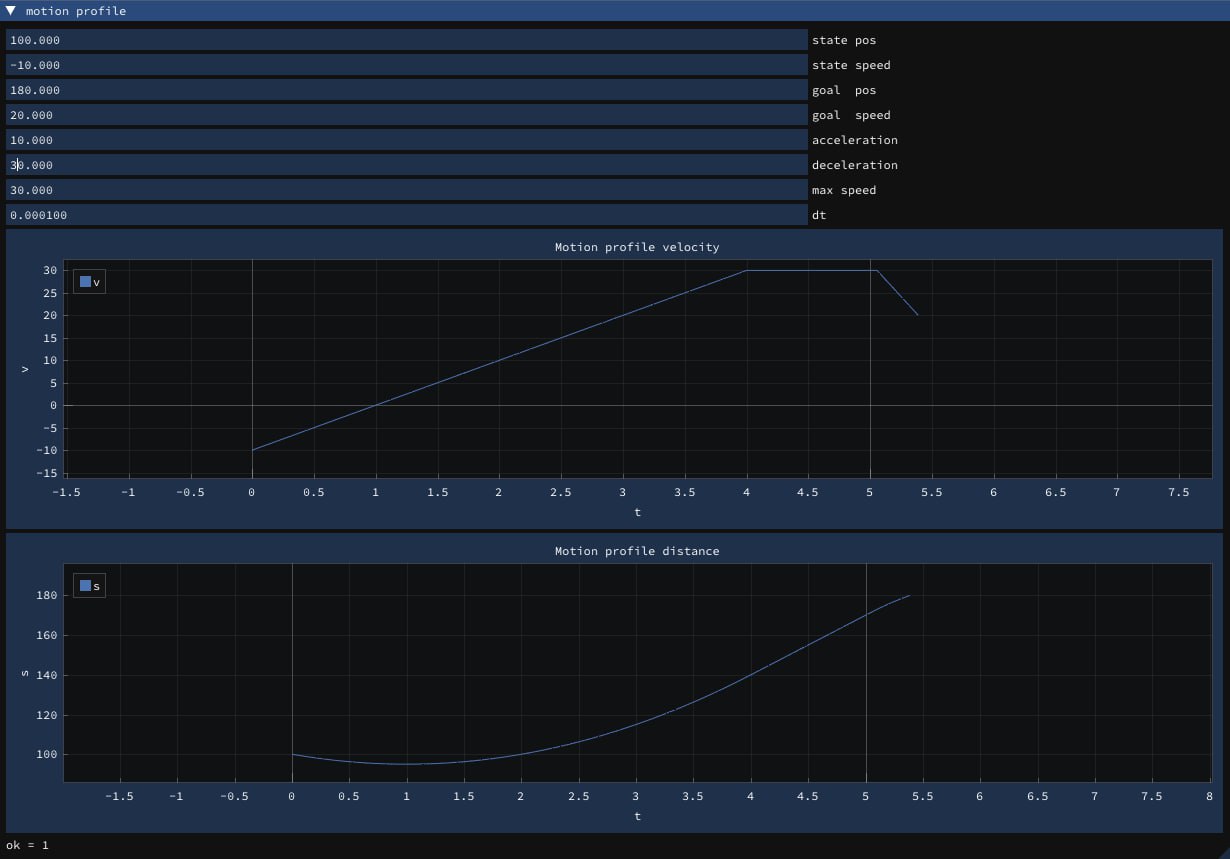 motion profile
100.000 state pos
-10.000 state speed
180.000 goal  pos
20.000 goal  speed
10.000 acceleration
30.000 deceleration
30.000 max speed
0.000100 dt
Motion profile velocity
v
30
25
20
15
10
5
0
-5
-10
-15
v
-1.5 -1 -0.5 0 0.5 1 1.5 2 2.5 3 3.5 4 4.5 5 5.5 6 6.5 7 7.5
t
Motion profile distance
s
180
160
140
120
100
s
-1.5 -1 -0.5 0 0.5 1 1.5 2 2.5 3 3.5 4 4.5 5 5.5 6 6.5 7 7.5 8
t
ok = 1